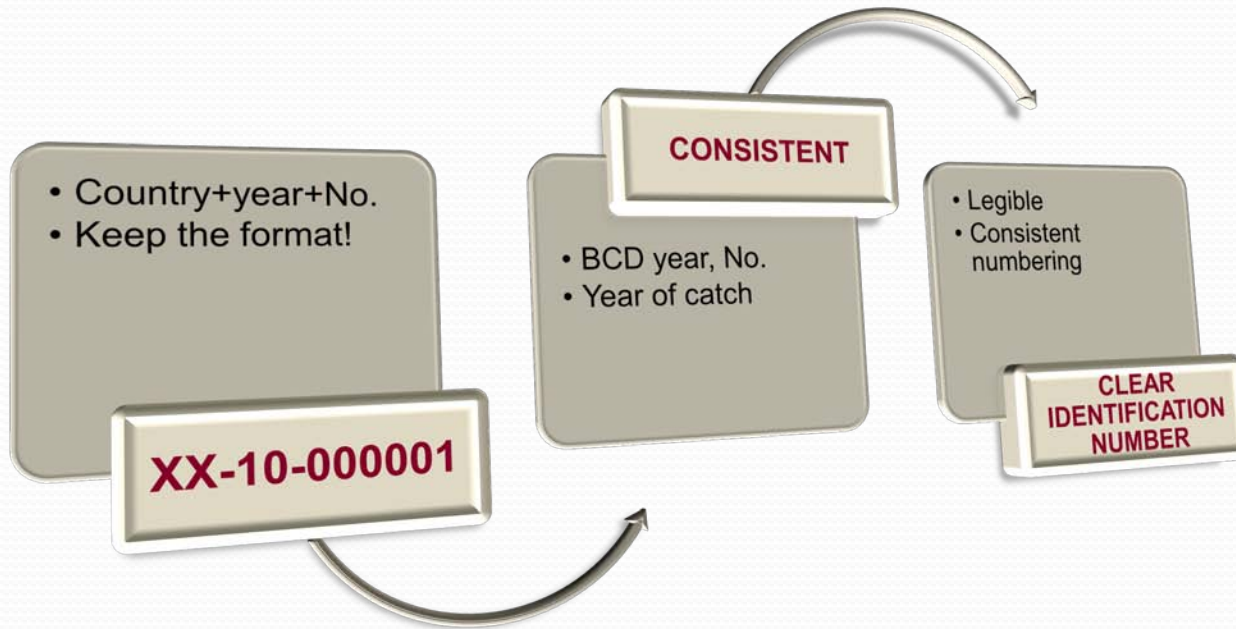 • Country+year+No.
• Keep the format!
XX-10-000001
CONSISTENT
• BCD year, No.
• Year of catch
• Legible
• Consistent
numbering
CLEAR
IDENTIFICATION
NUMBER